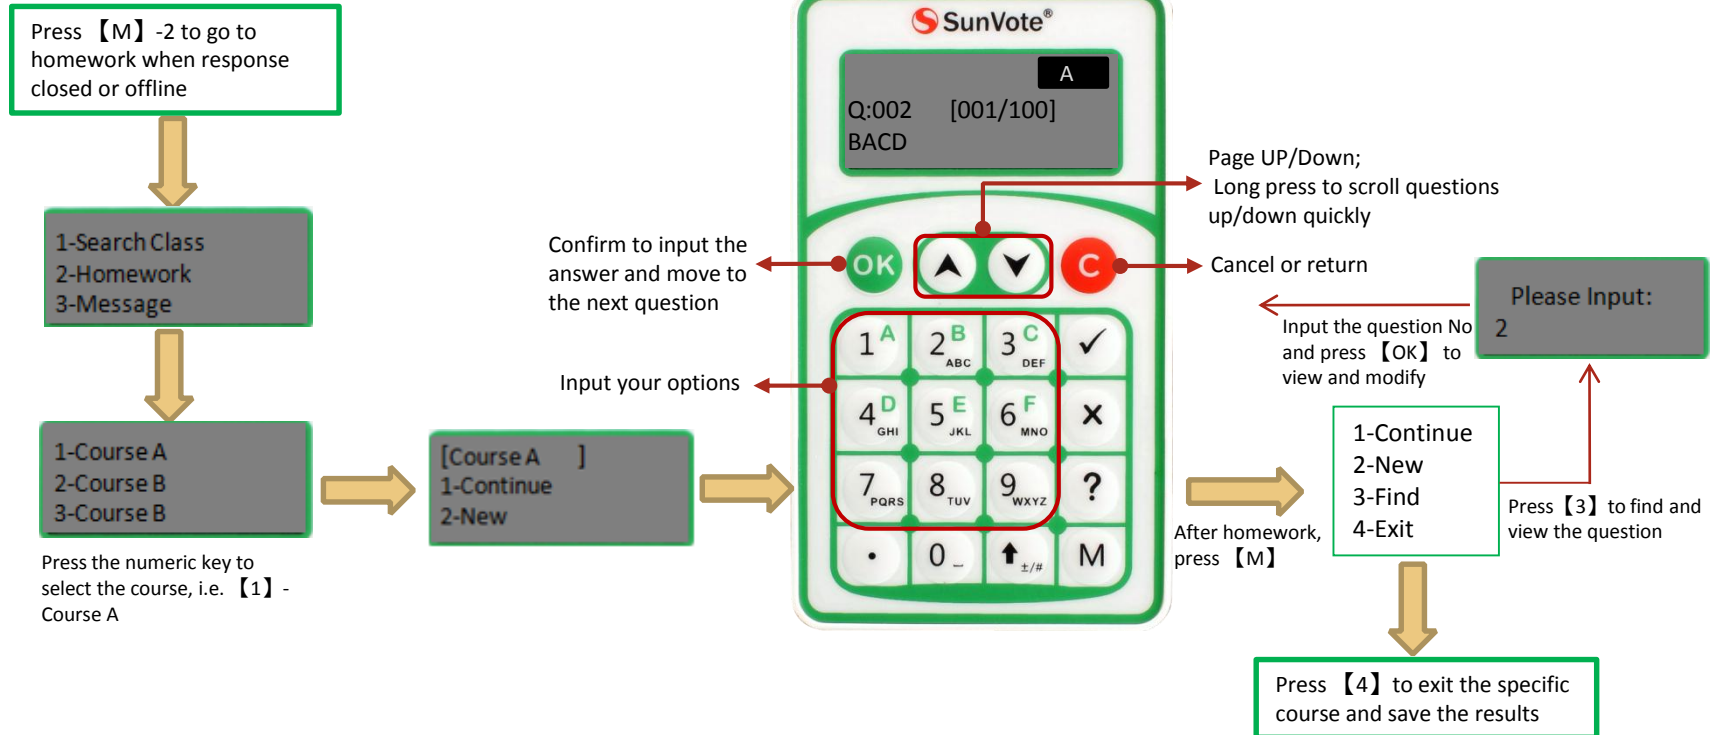 Press 【M】 -2 to go to
homework when response
closed or offline
1-Search Class
2-Homework
3-Message
1-Course A
2-Course B
3-Course B
Press the numeric key to
select the course, i.e. 【1】 -
Course A
[Course A ]
1-Continue
2-New
SunVote®
A
Q:002 [001/100]
BACD
Confirm to input the
answer and move to
the next question
Input your options
Page UP/Down;
Long press to scroll questions
up/down quickly
Cancel or return
OK
C
1 A
2 B ABC
3 C DEF
✓
4 D GHI
5 E JKL
6 F MNO
X
7 PQRS
8 TUV
9 WXYZ
?
.
0 _
⬆ ±/#
M
After homework,
press 【M】
1-Continue
2-New
3-Find
4-Exit
Press 【3】 to find and
view the question
Please Input:
2
Input the question No
and press 【OK】 to
view and modify
Press 【4】 to exit the specific
course and save the results